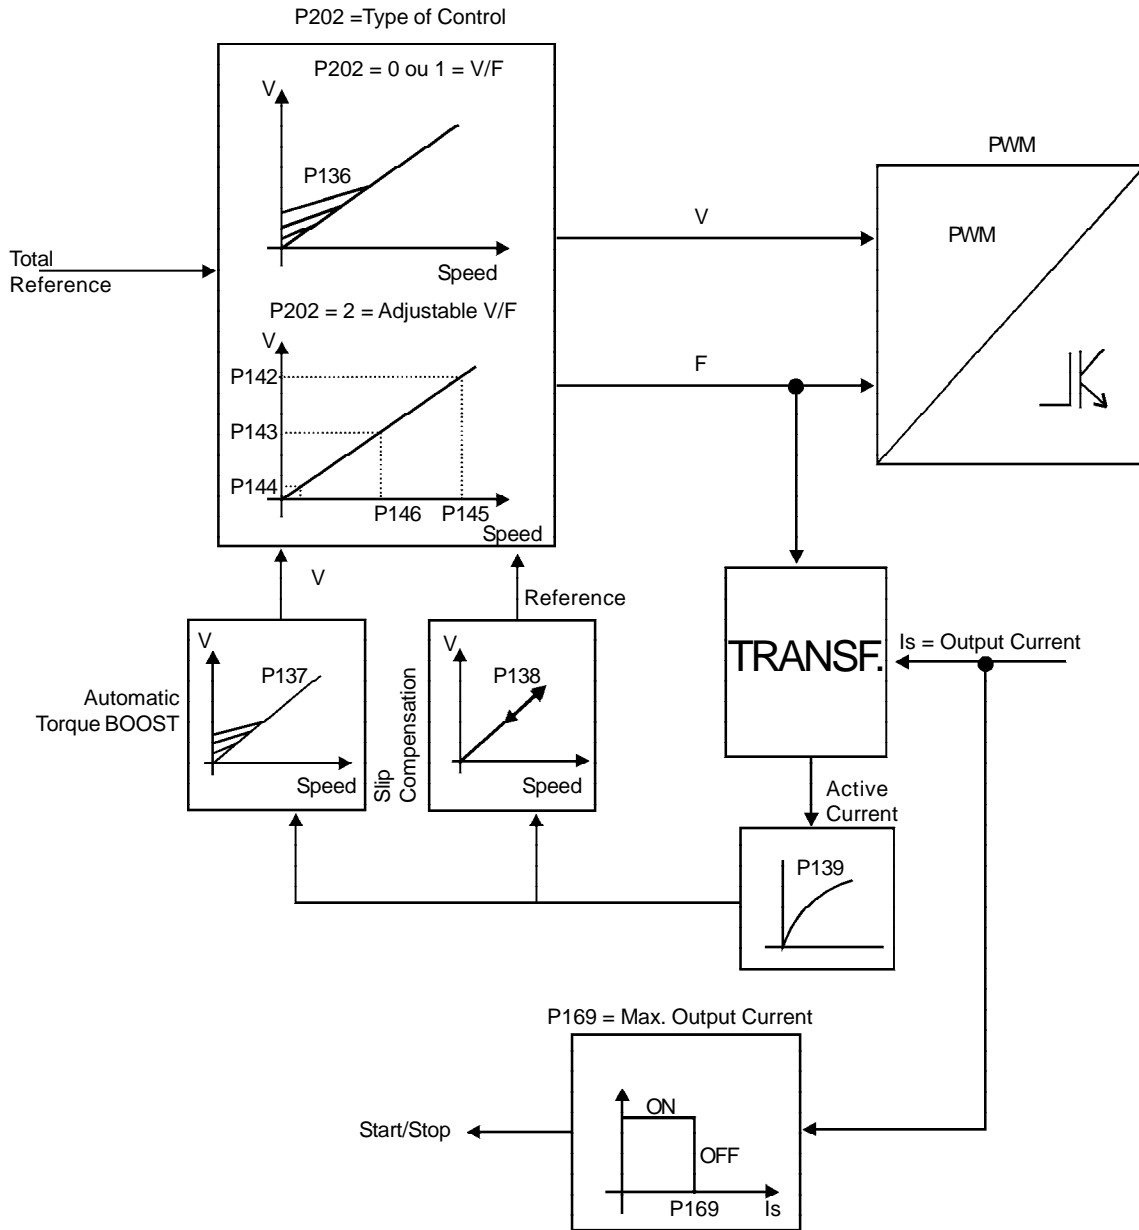 P202 =Type of Control
P202 = 0 ou 1 = V/F
V
P136
Speed
Total
Reference
P202 = 2 = Adjustable V/F
V
P142
P143
P144
P146
P145
Speed
V
F
PWM
PWM
V
Reference
V
P137
Speed
Automatic
Torque BOOST
V
P138
Speed
Slip
Compensation
TRANSF.
Is = Output Current
Active
Current
P139
P169 = Max. Output Current
ON
OFF
P169
Is
Start/Stop